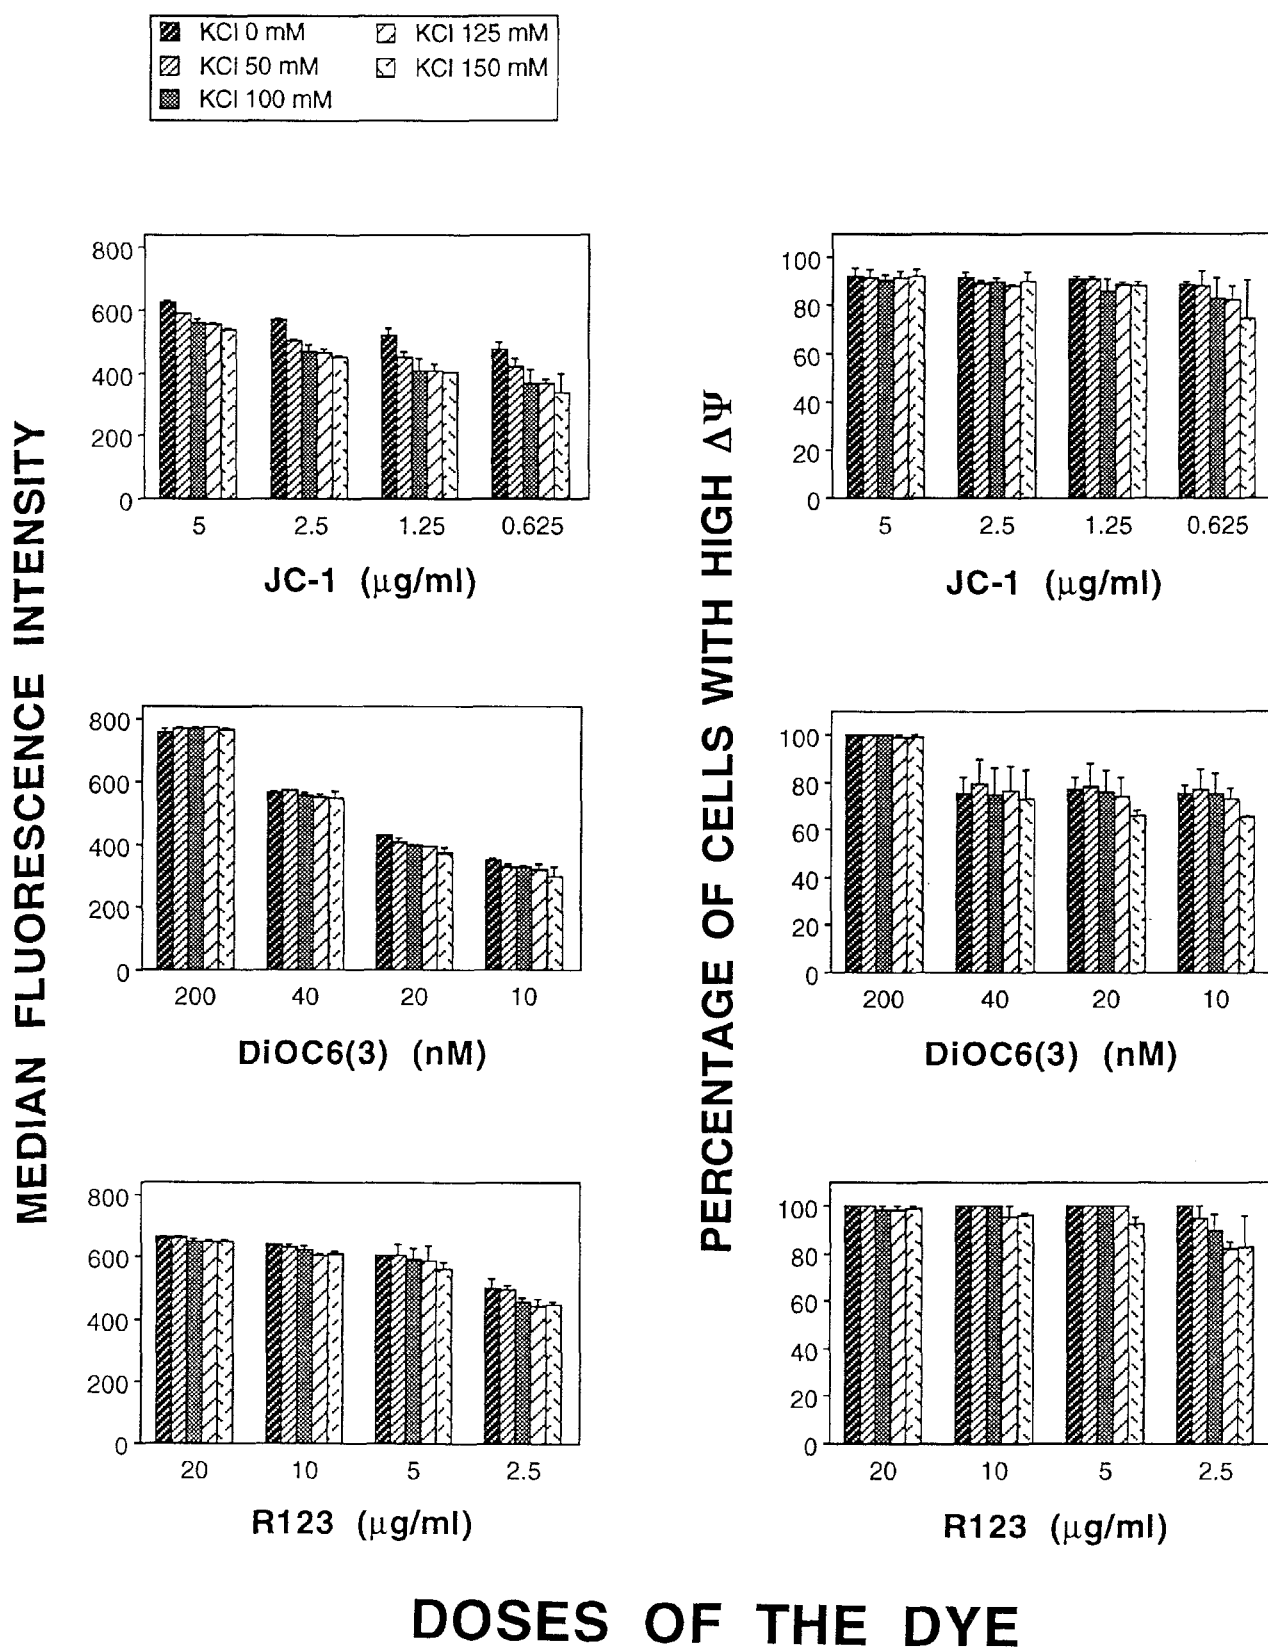 KCl 0 mM KCl 125 mM
KCl 50 mM KCl 150 mM
KCl 100 mM
MEDIAN FLUORESCENCE INTENSITY
800
600
400
200
0
5 2.5 1.25 0.625
JC-1 (μg/ml)
800
600
400
200
0
200 40 20 10
DiOC6(3) (nM)
800
600
400
200
0
20 10 5 2.5
R123 (μg/ml)
PERCENTAGE OF CELLS WITH HIGH ΔΨ
100
80
60
40
20
0
5 2.5 1.25 0.625
JC-1 (μg/ml)
100
80
60
40
20
0
200 40 20 10
DiOC6(3) (nM)
100
80
60
40
20
0
20 10 5 2.5
R123 (μg/ml)
DOSES OF THE DYE